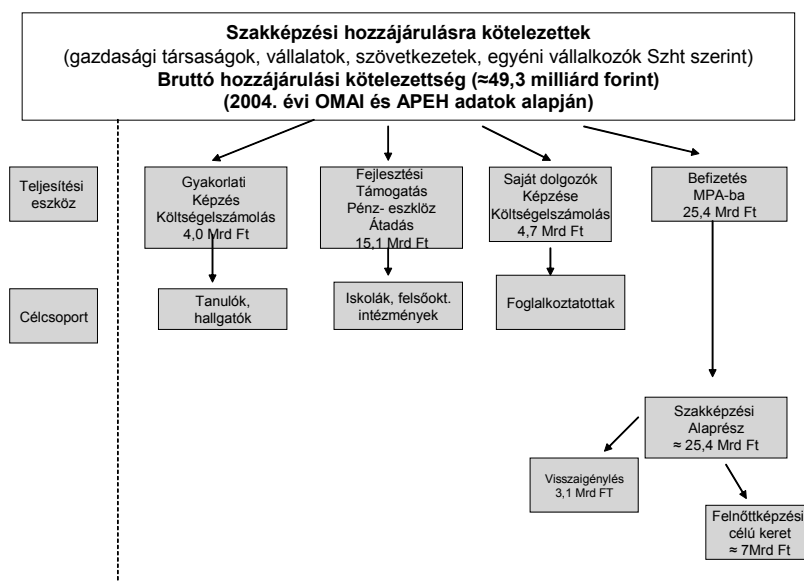 Szakképzési hozzájárulásra kötelezettek
(gazdasági társaságok, vállalatok, szövetkezetek, egyéni vállalkozók Szht szerint)
Bruttó hozzájárulási kötelezettség (≈49,3 milliárd forint)
(2004. évi OMAI és APEH adatok alapján)
Teljesítési
eszköz
Gyakorlati
Képzés
Költségelszámolás
4,0 Mrd Ft
Fejlesztési
Támogatás
Pénz- eszklöz
Átadás
15,1 Mrd Ft
Saját dolgozók
Képzése
Költségelszámolás
4,7 Mrd Ft
Befizetés
MPA-ba
25,4 Mrd Ft
Célcsoport
Tanulók,
hallgatók
Iskolák, felsőokt.
intézmények
Foglalkoztatottak
Szakképzési
Alaprész
≈ 25,4 Mrd Ft
Visszaigénylés
3,1 Mrd FT
Felnőttképzési
célú keret
≈ 7Mrd Ft